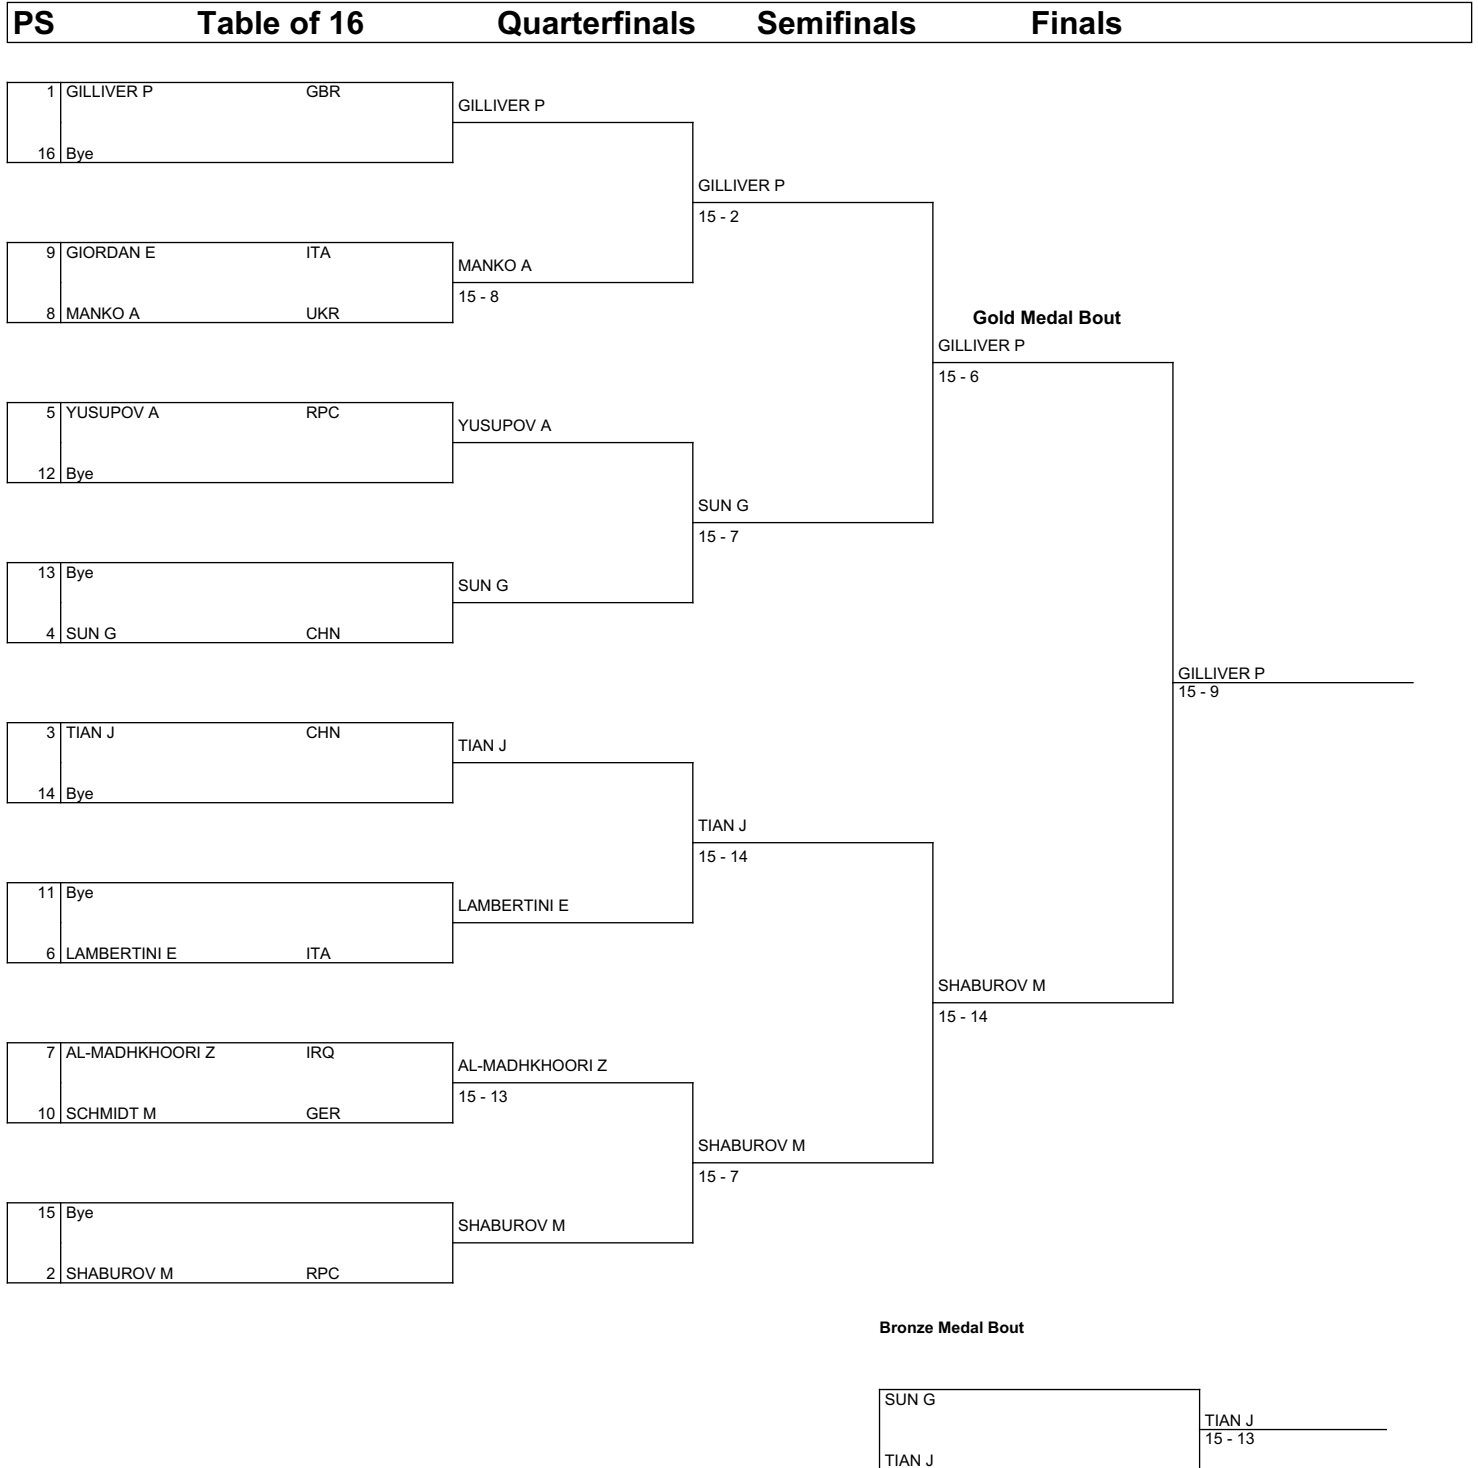 PS Table of 16 Quarterfinals Semifinals Finals
1 GILLIVER P GBR
GILLIVER P
16 Bye
GILLIVER P
15 - 2
9 GIORDAN E ITA
MANKO A
15 - 8
8 MANKO A UKR
Gold Medal Bout
GILLIVER P
15 - 6
5 YUSUPOV A RPC
YUSUPOV A
12 Bye
SUN G
15 - 7
13 Bye
SUN G
4 SUN G CHN
GILLIVER P
15 - 9
3 TIAN J CHN
TIAN J
14 Bye
TIAN J
15 - 14
11 Bye
LAMBERTINI E
6 LAMBERTINI E ITA
SHABUROV M
15 - 14
7 AL-MADHKHOORI Z IRQ
AL-MADHKHOORI Z
15 - 13
10 SCHMIDT M GER
SHABUROV M
15 - 7
15 Bye
SHABUROV M
2 SHABUROV M RPC
Bronze Medal Bout
SUN G
TIAN J
15 - 13
TIAN J